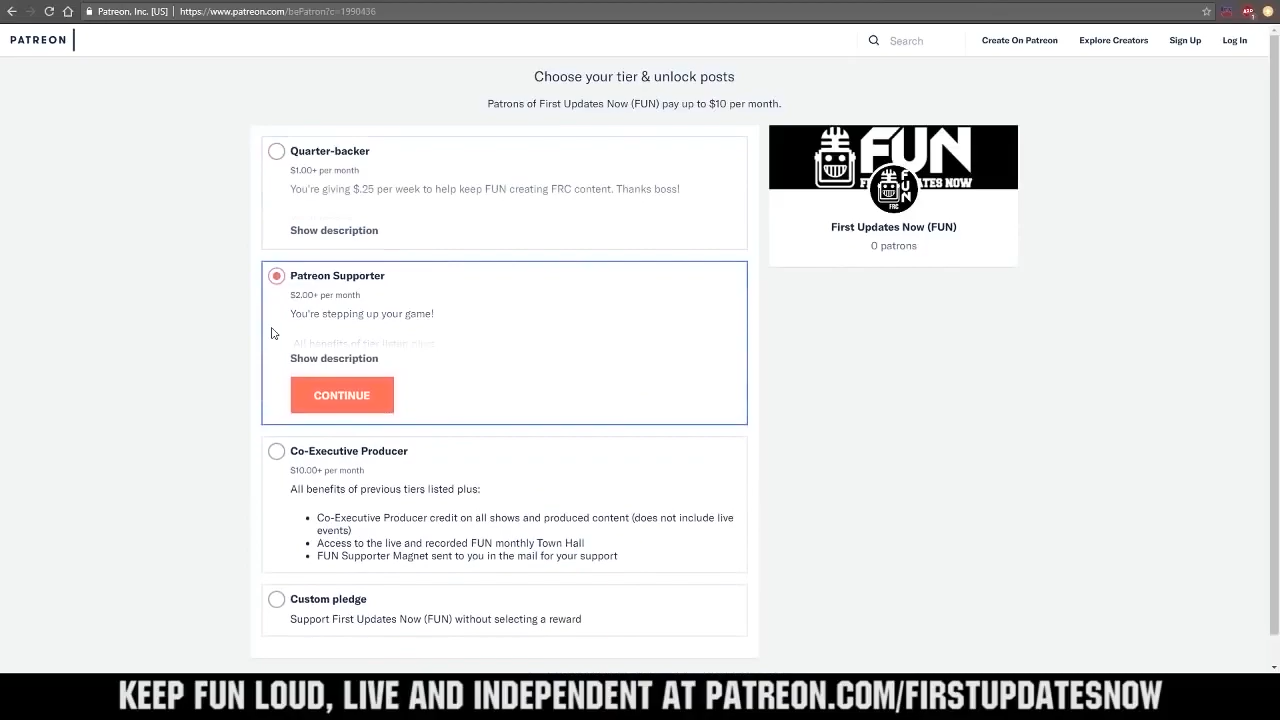 Patreon, Inc. [US] | https://www.patreon.com/bePatron?c=1990436
PATREON
Search
Create On Patreon
Explore Creators
Sign Up
Log In
Choose your tier & unlock posts
Patrons of First Updates Now (FUN) pay up to $10 per month.
Quarter-backer
$1.00+ per month
You're giving $.25 per week to help keep FUN creating FRC content. Thanks boss!
Show description
Patreon Supporter
$2.00+ per month
You're stepping up your game!
All benefits of tier listed plus:
Show description
CONTINUE
Co-Executive Producer
$10.00+ per month
All benefits of previous tiers listed plus:
Co-Executive Producer credit on all shows and produced content (does not include live
events)
Access to the live and recorded FUN monthly Town Hall
FUN Supporter Magnet sent to you in the mail for your support
Custom pledge
Support First Updates Now (FUN) without selecting a reward
FUN
FUN
FRC
First Updates Now (FUN)
0 patrons
KEEP FUN LOUD, LIVE AND INDEPENDENT AT PATREON.COM/FIRSTUPDATESNOW